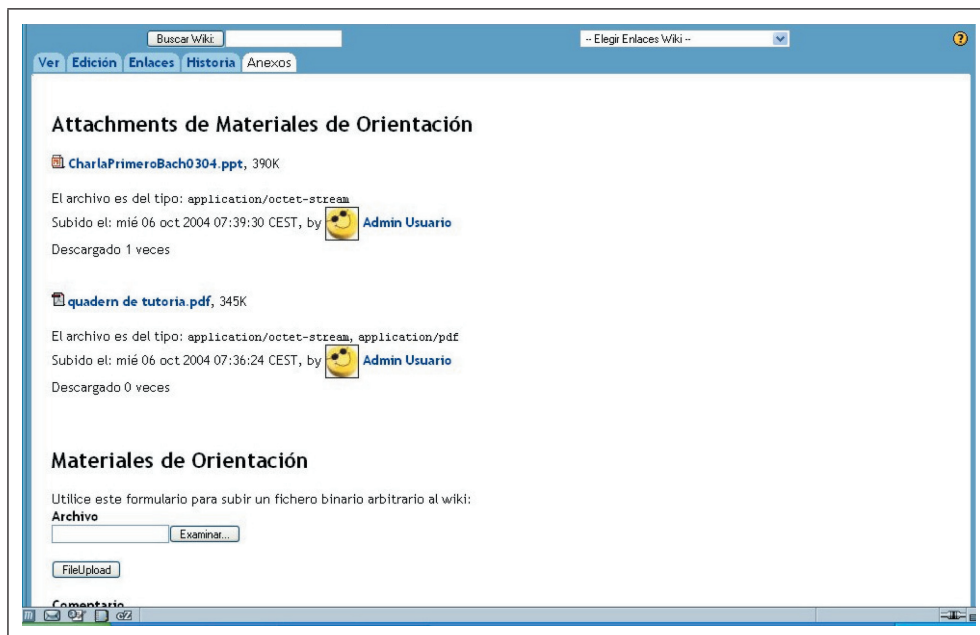 Buscar Wiki:
-- Elegir Enlaces Wiki --
?
Ver Edición Enlaces Historia Anexos
Attachments de Materiales de Orientación
CharlaPrimeroBach0304.ppt, 390K
El archivo es del tipo: application/octet-stream
Subido el: mié 06 oct 2004 07:39:30 CEST, by Admin Usuario
Descargado 1 veces
quadern de tutoria.pdf, 345K
El archivo es del tipo: application/octet-stream, application/pdf
Subido el: mié 06 oct 2004 07:36:24 CEST, by Admin Usuario
Descargado 0 veces
Materiales de Orientación
Utilice este formulario para subir un fichero binario arbitrario al wiki:
Archivo
Examinar...
FileUpload
Comentario